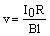 v = I₀R / Bl